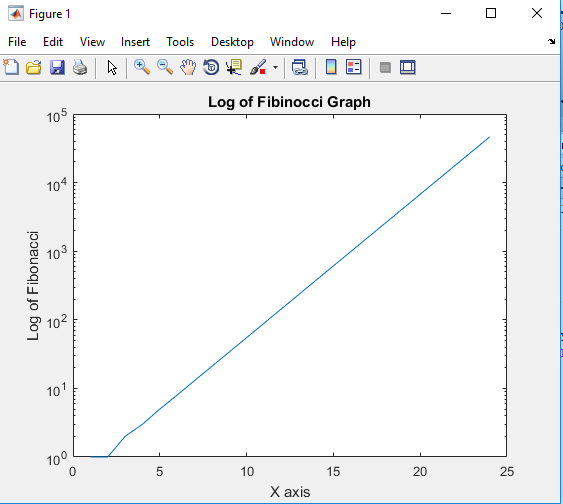 Figure 1
File Edit View Insert Tools Desktop Window Help
Log of Fibinocci Graph
Log of Fibonacci
10^5
10^4
10^3
10^2
10^1
10^0
0 5 10 15 20 25
X axis